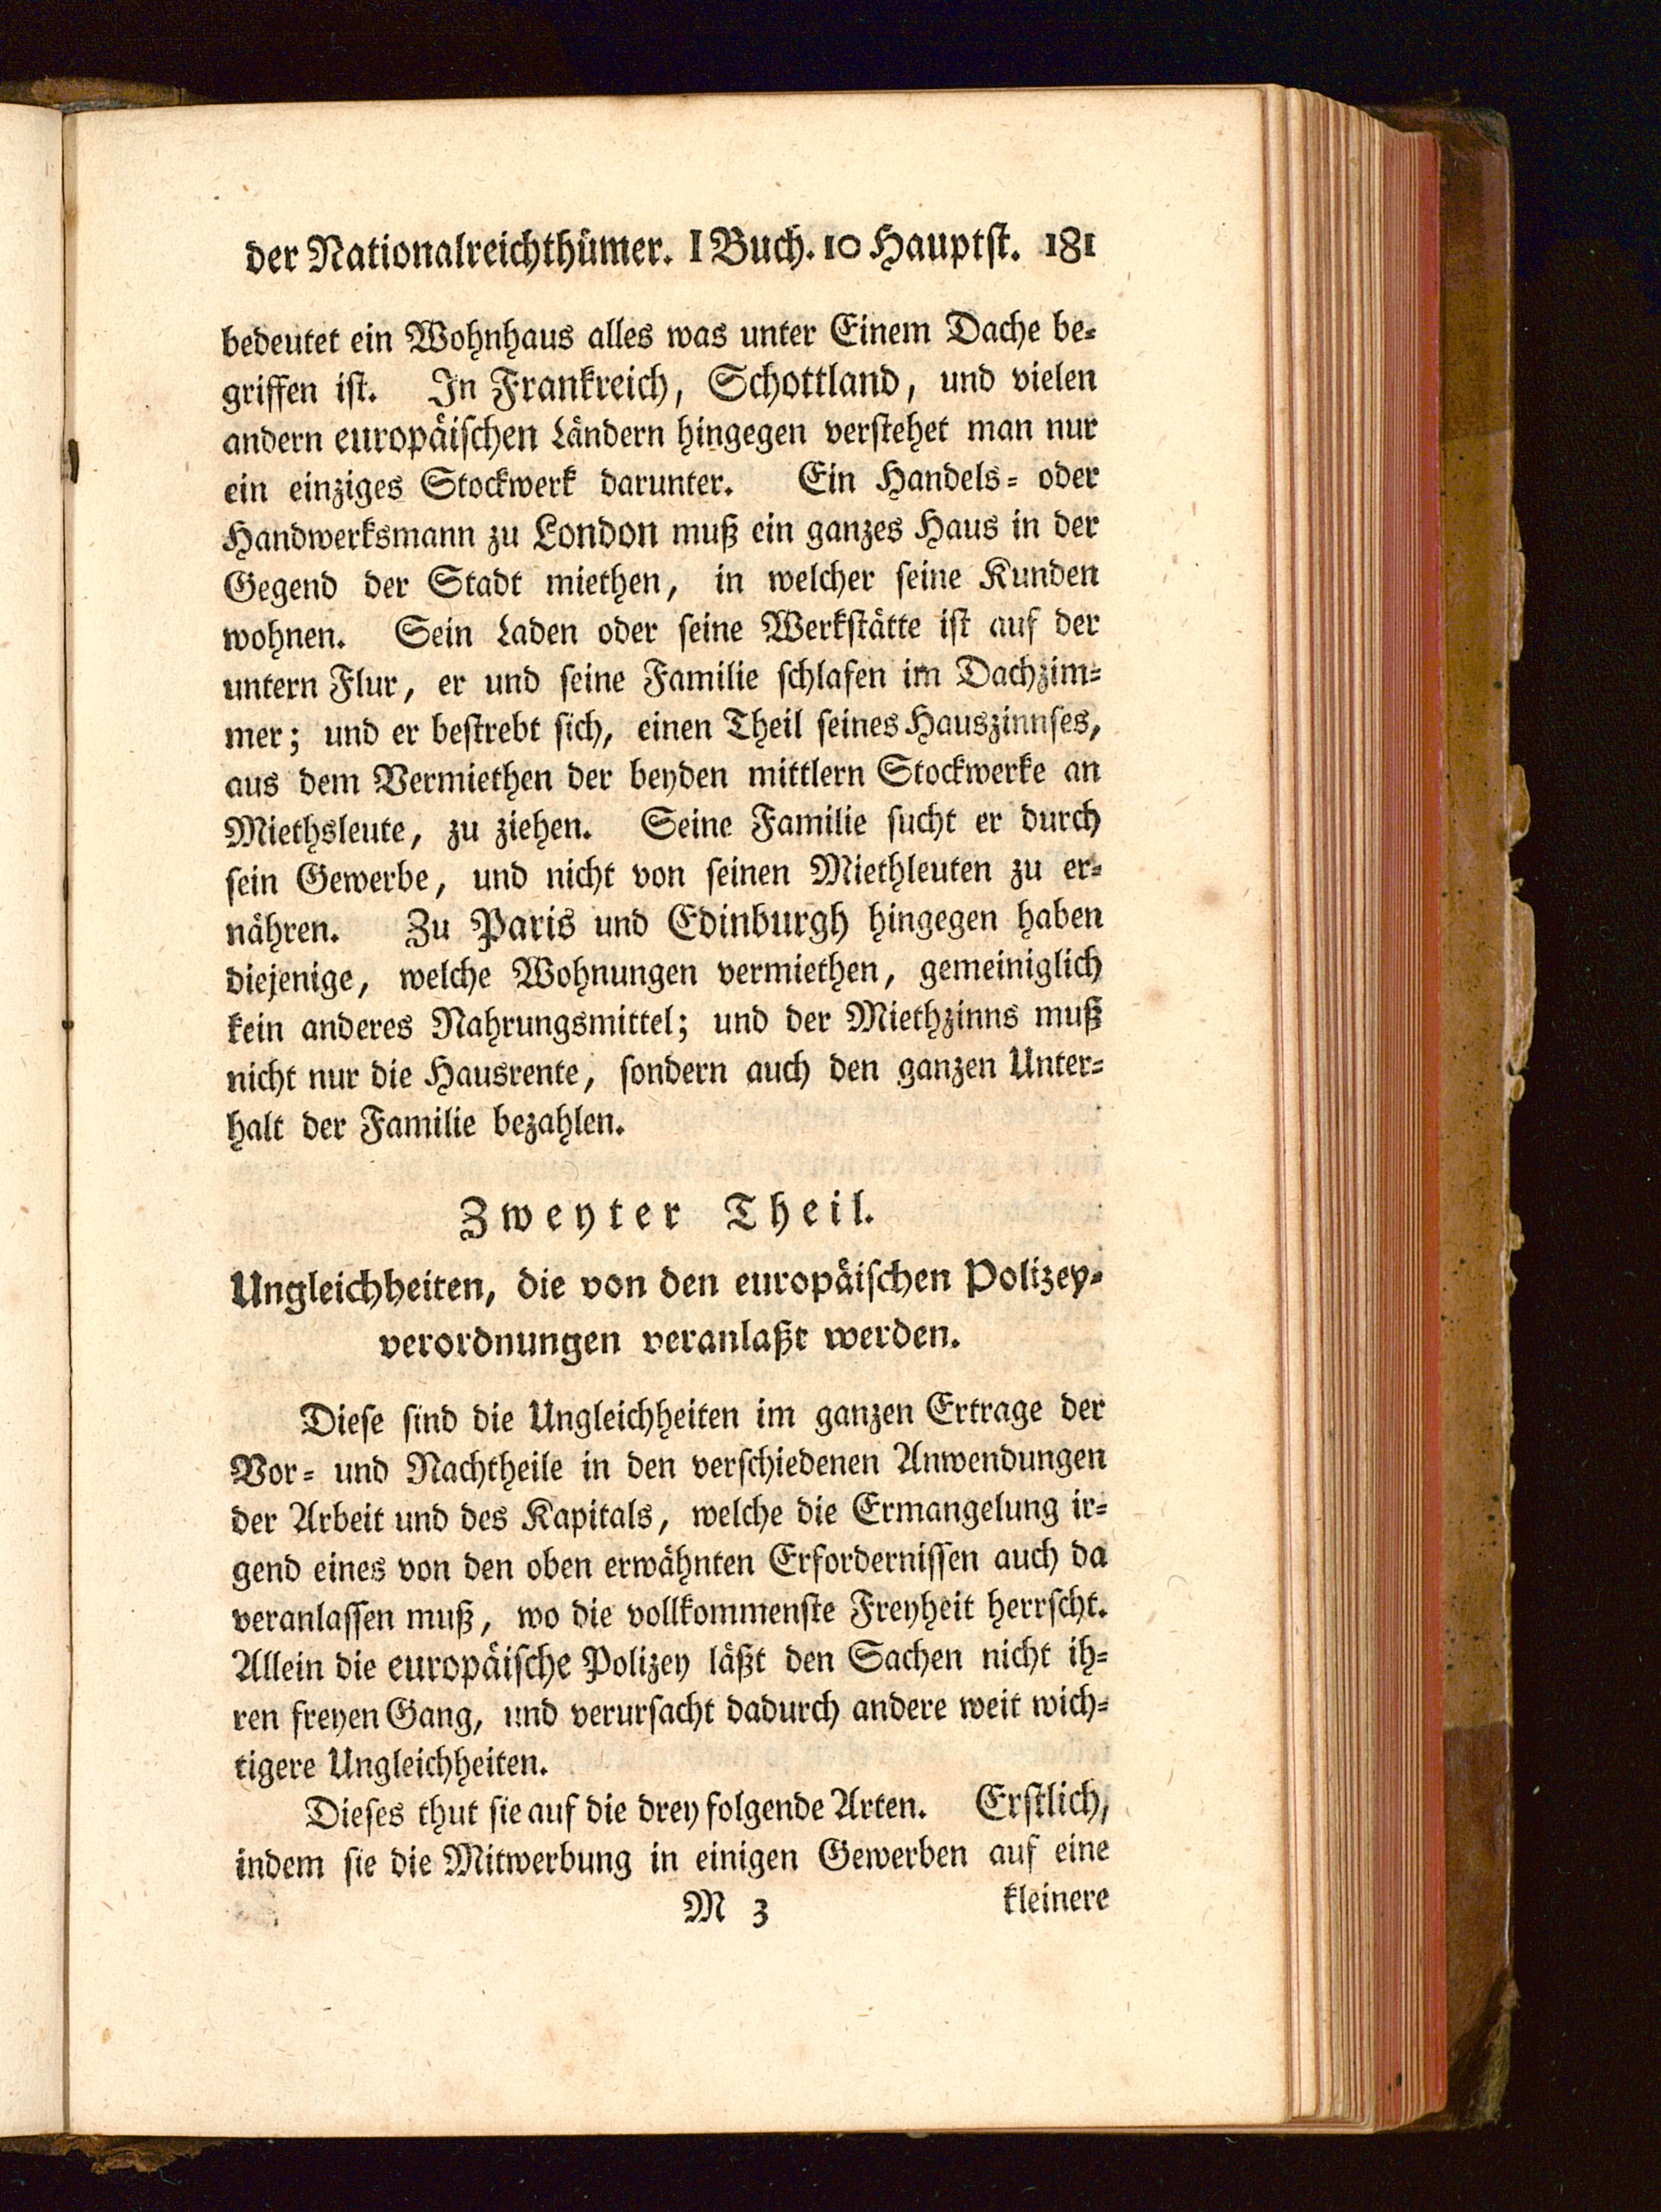 der Nationalreichthümer. I Buch. 10 Hauptst. 181
bedeutet ein Wohnhaus alles was unter Einem Dache be-
griffen ist. In Frankreich, Schottland, und vielen
andern europäischen Ländern hingegen verstehet man nur
ein einziges Stockwerk darunter. Ein Handels- oder
Handwerksmann zu London muß ein ganzes Haus in der
Gegend der Stadt miethen, in welcher seine Kunden
wohnen. Sein Laden oder seine Werkstätte ist auf der
untern Flur, er und seine Familie schlafen im Dachzim-
mer; und er bestrebt sich, einen Theil seines Hauszinnses,
aus dem Vermiethen der beyden mittlern Stockwerke an
Miethsleute, zu ziehen. Seine Familie sucht er durch
sein Gewerbe, und nicht von seinen Miethleuten zu er-
nähren. Zu Paris und Edinburgh hingegen haben
diejenige, welche Wohnungen vermiethen, gemeiniglich
kein anderes Nahrungsmittel; und der Miethzinns muß
nicht nur die Hausrente, sondern auch den ganzen Unter-
halt der Familie bezahlen.
Zweyter Theil.
Ungleichheiten, die von den europäischen Polizey-
verordnungen veranlaßt werden.
Diese sind die Ungleichheiten im ganzen Ertrage der
Vor- und Nachtheile in den verschiedenen Anwendungen
der Arbeit und des Kapitals, welche die Ermangelung ir-
gend eines von den oben erwähnten Erfordernissen auch da
veranlassen muß, wo die vollkommenste Freyheit herrscht.
Allein die europäische Polizey läßt den Sachen nicht ih-
ren freyen Gang, und verursacht dadurch andere weit wich-
tigere Ungleichheiten.
Dieses thut sie auf die drey folgende Arten. Erstlich,
indem sie die Mitwerbung in einigen Gewerben auf eine
M 3 kleinere